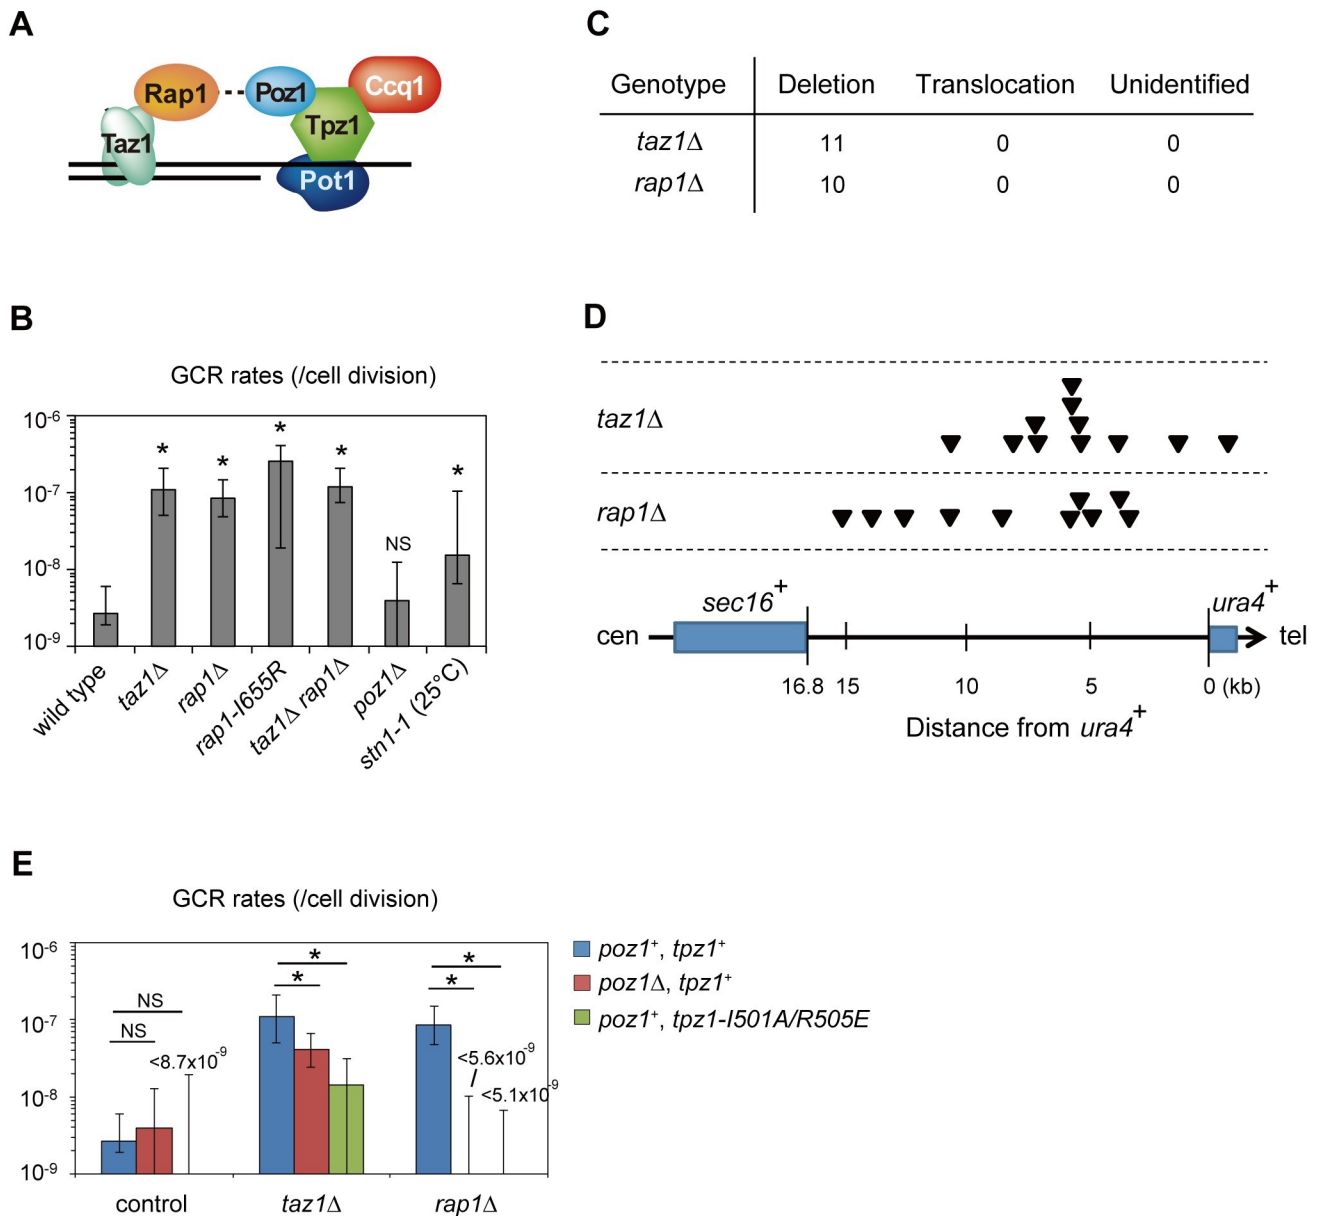 A
Rap1
Poz1
Ccq1
Tpz1
Taz1
Pot1
C
Genotype Deletion Translocation Unidentified
taz1Δ 11 0 0
rap1Δ 10 0 0
B
GCR rates (/cell division)
10⁻⁶
10⁻⁷
10⁻⁸
10⁻⁹
* * * * NS *
wild type
taz1Δ
rap1Δ
rap1-I655R
taz1Δ rap1Δ
poz1Δ
stn1-1 (25°C)
D
taz1Δ
rap1Δ
sec16⁺ ura4⁺
cen tel
16.8 15 10 5 0 (kb)
Distance from ura4⁺
E
GCR rates (/cell division)
10⁻⁶
10⁻⁷
10⁻⁸
10⁻⁹
NS
NS
<8.7x10⁻⁹
*
*
*
*
<5.6x10⁻⁹
<5.1x10⁻⁹
control taz1Δ rap1Δ
poz1⁺, tpz1⁺
poz1Δ, tpz1⁺
poz1⁺, tpz1-I501A/R505E